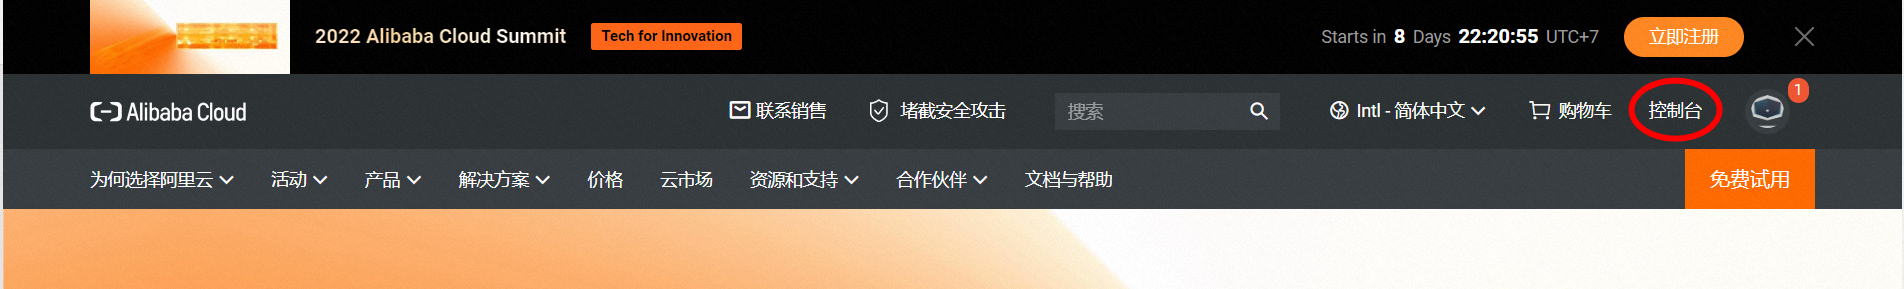 2022 Alibaba Cloud Summit Tech for Innovation Starts in 8 Days 22:20:55 UTC+7 立即注册
Alibaba Cloud 联系销售 堵截安全攻击 搜索 Intl - 简体中文 购物车 控制台 1
为何选择阿里云 活动 产品 解决方案 价格 云市场 资源和支持 合作伙伴 文档与帮助 免费试用